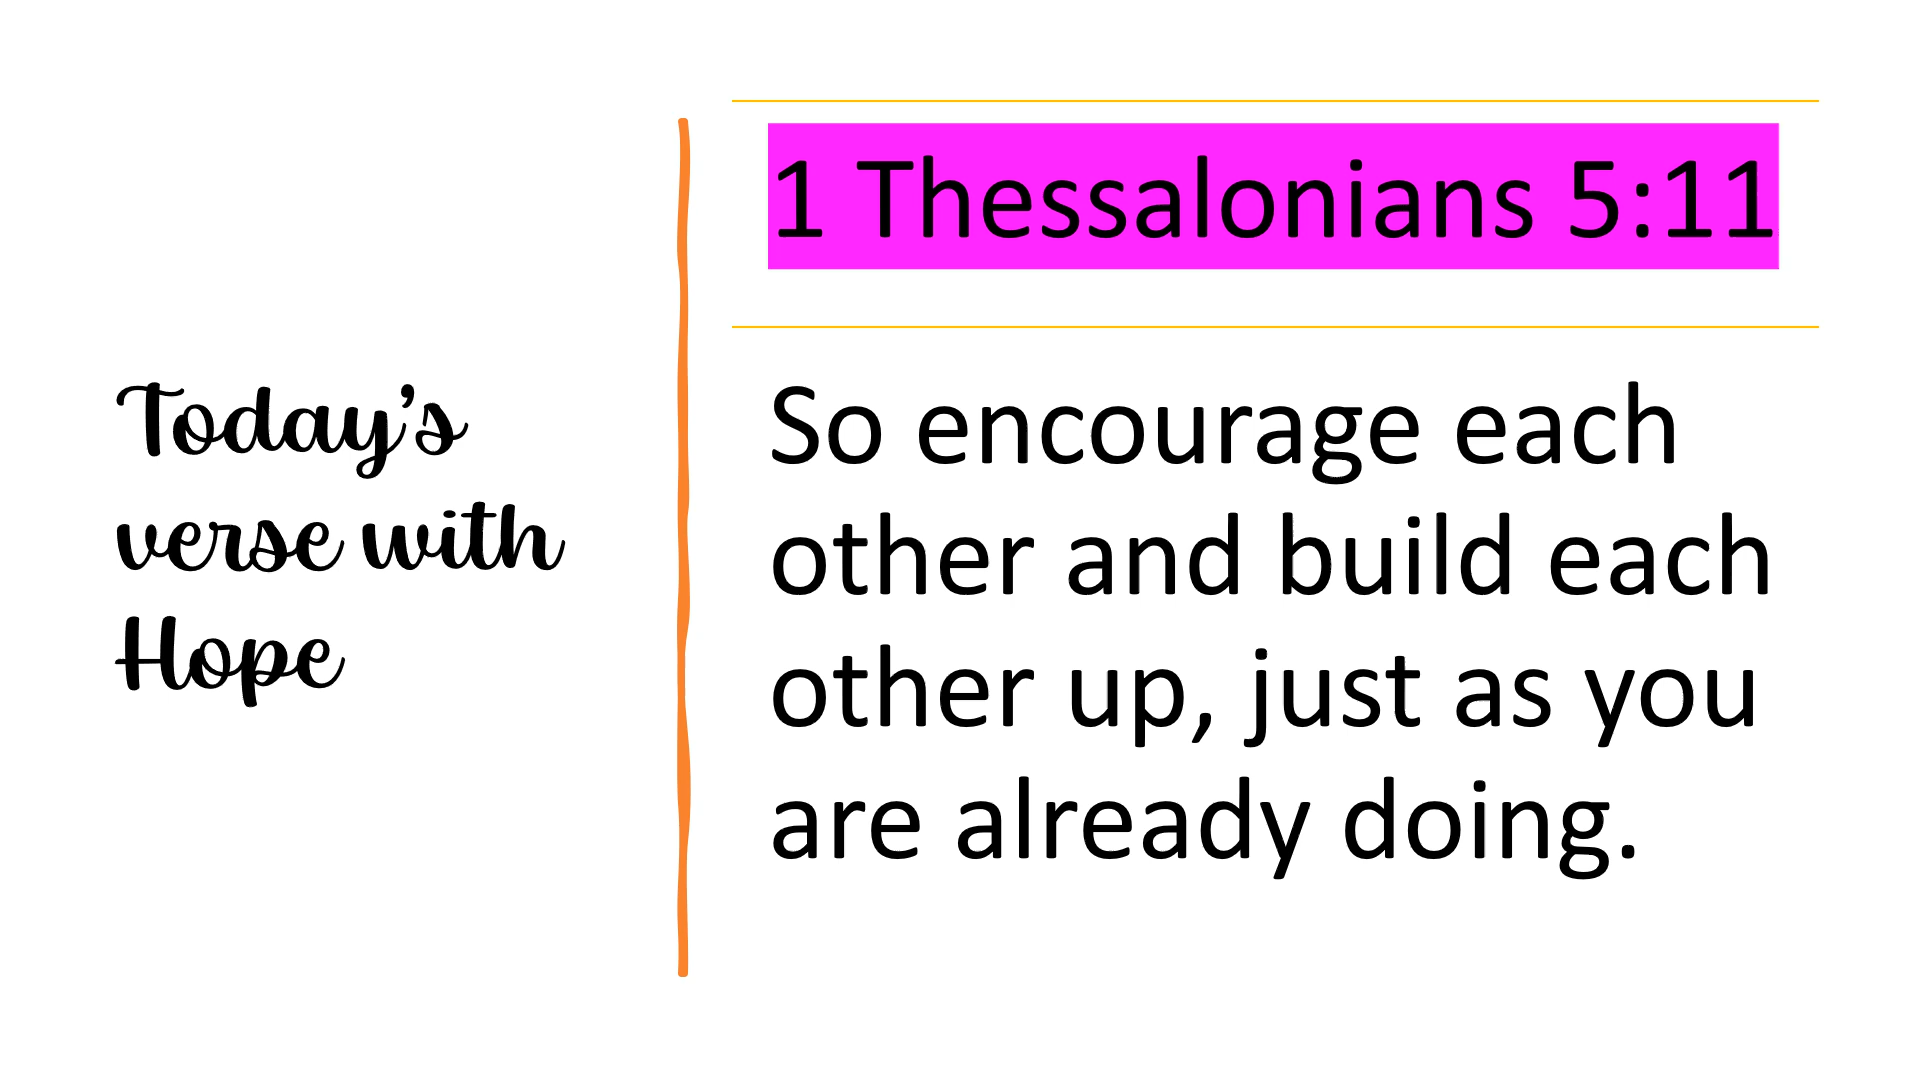 Today’s
verse with
Hope
1 Thessalonians 5:11
So encourage each
other and build each
other up, just as you
are already doing.